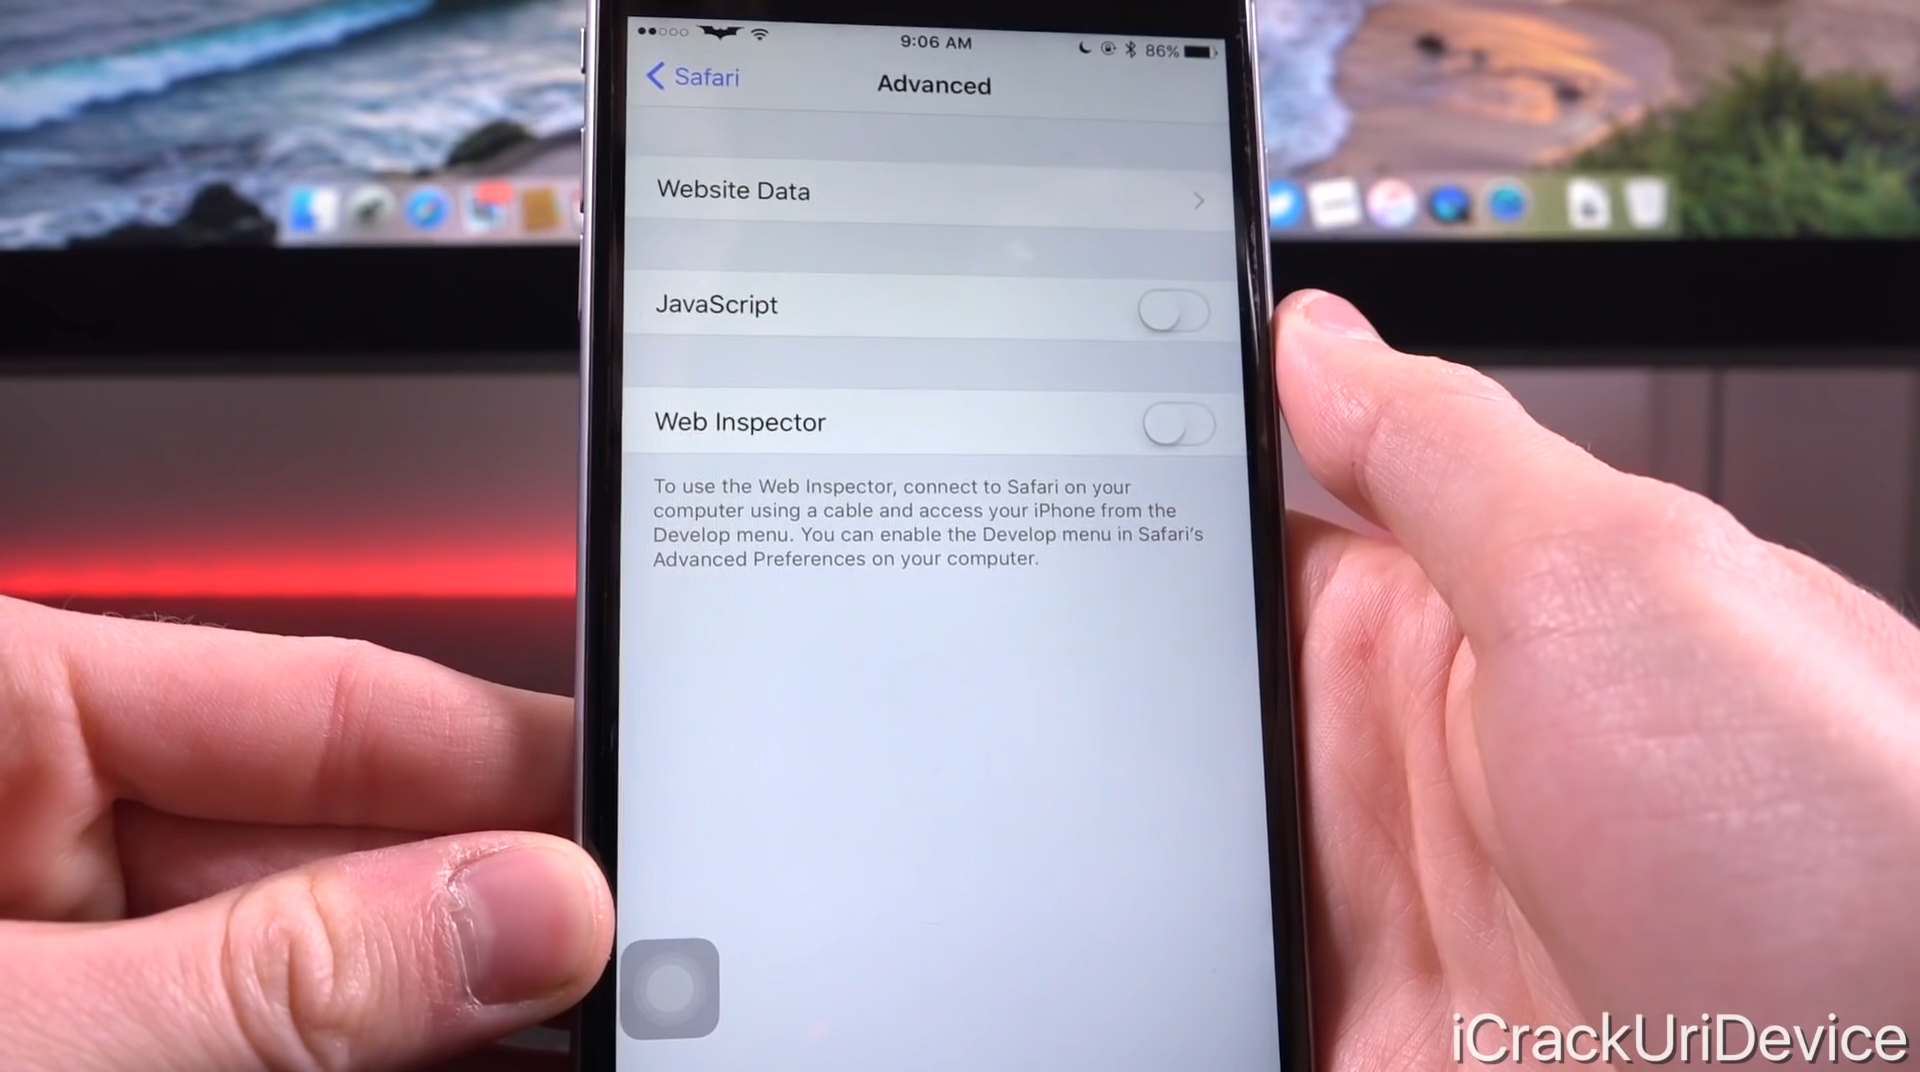 9:06 AM
86%
Safari
Advanced
Website Data
JavaScript
Web Inspector
To use the Web Inspector, connect to Safari on your
computer using a cable and access your iPhone from the
Develop menu. You can enable the Develop menu in Safari's
Advanced Preferences on your computer.
iCrackUriDevice